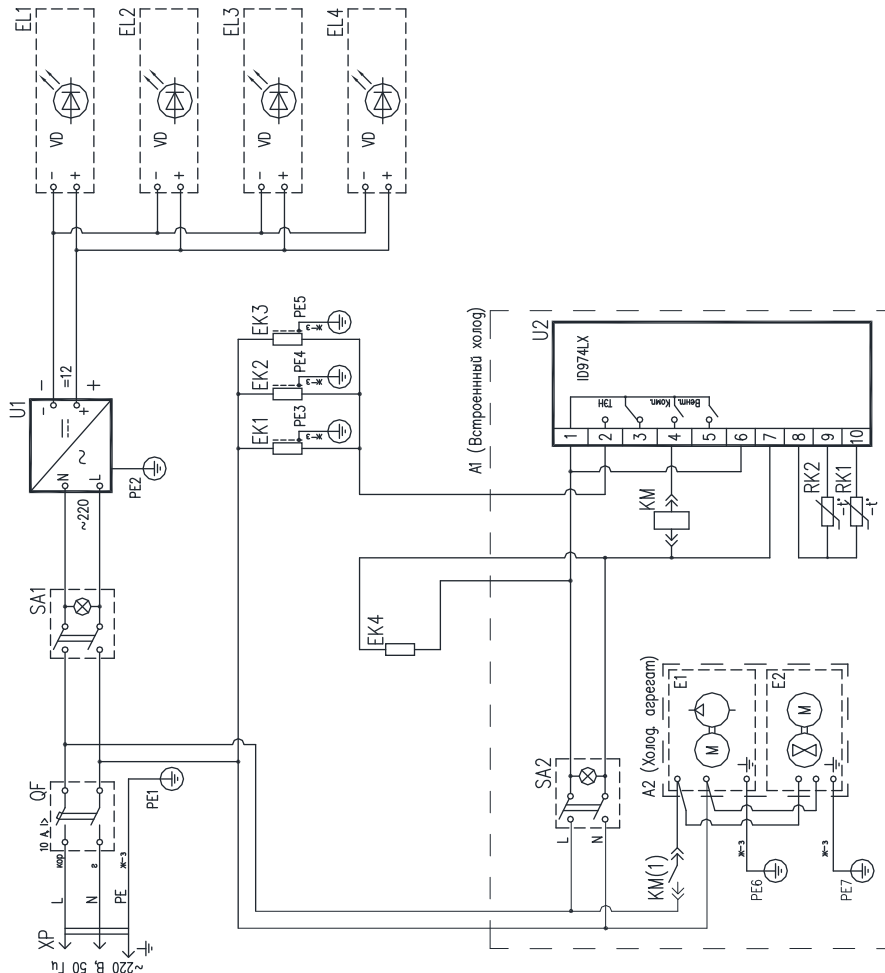 EL1
EL2
EL3
EL4
VD
VD
VD
VD
- +
- +
- +
- +
U1
- =12 +
- +
N L
~220
PE2
SA1
QF
10 А I>
кор
г
ж-з
L
N
PE
PE1
XP
~220 В, 50 Гц
EK3
EK2
EK1
PE5
PE4
PE3
ж-з
ж-з
ж-з
A1 (Встроенный холод)
U2
ID974LX
ТЭН
Комп.
Вент.
1 2 3 4 5 6 7 8 9 10
KM
RK2
RK1
-t°
-t°
EK4
SA2
L
N
A2 (Холод. агрегат)
E1
E2
M
M
KM(1)
ж-з
ж-з
PE6
PE7